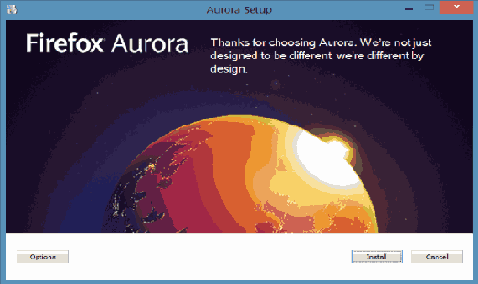 Aurora Setup
Firefox Aurora
Thanks for choosing Aurora. We're not just
designed to be different, we're different by
design.
Options
Install
Cancel